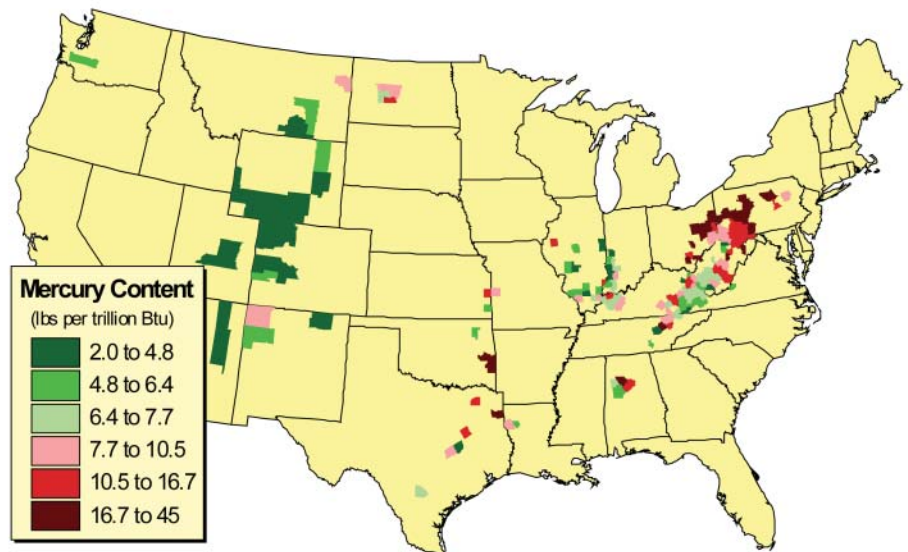 Mercury Content
(lbs per trillion Btu)
2.0 to 4.8
4.8 to 6.4
6.4 to 7.7
7.7 to 10.5
10.5 to 16.7
16.7 to 45